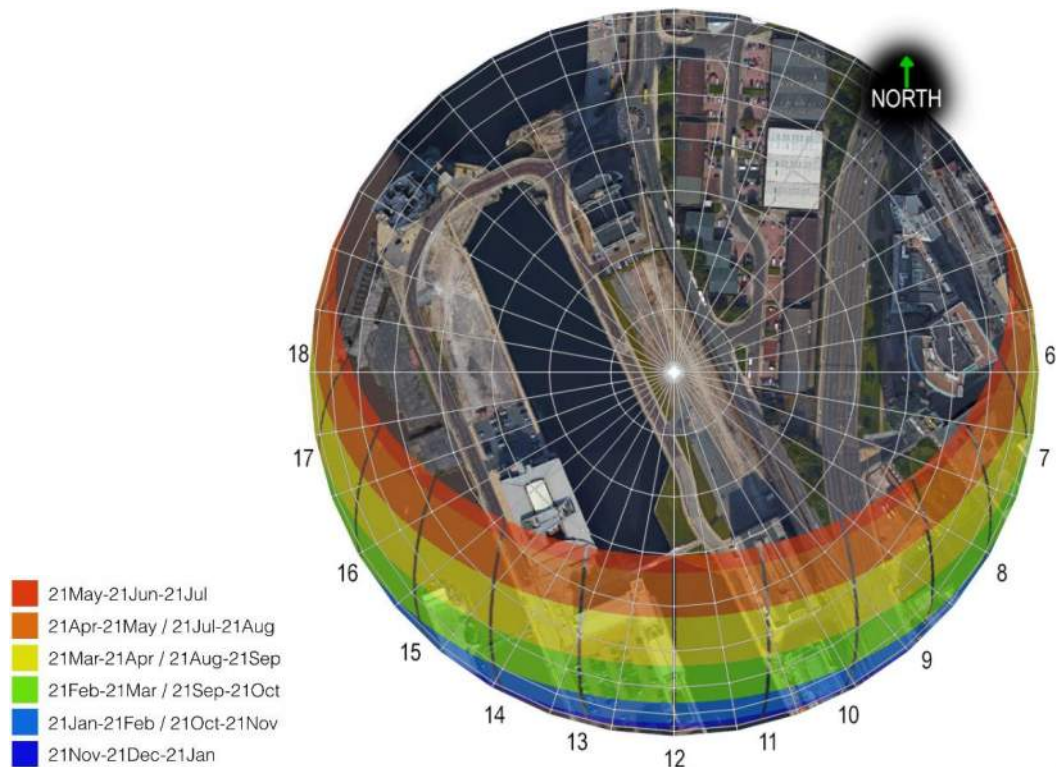 NORTH
18
6
17
7
16
8
15
9
14
10
13
11
12
21May-21Jun-21Jul
21Apr-21May / 21Jul-21Aug
21Mar-21Apr / 21Aug-21Sep
21Feb-21Mar / 21Sep-21Oct
21Jan-21Feb / 21Oct-21Nov
21Nov-21Dec-21Jan